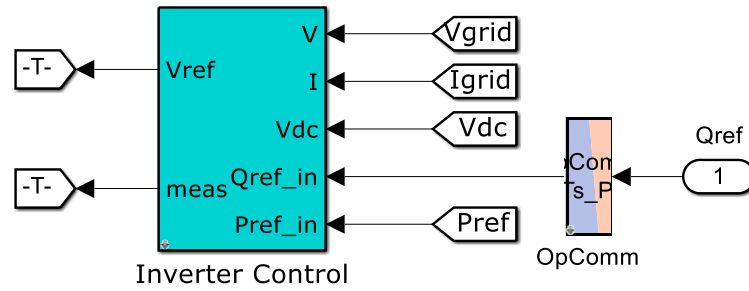 V
Vgrid
-T-
Vref
I
Igrid
Vdc
Vdc
Qref
-T-
meas
Qref_in
1
Pref_in
Pref
OpComm
Inverter Control